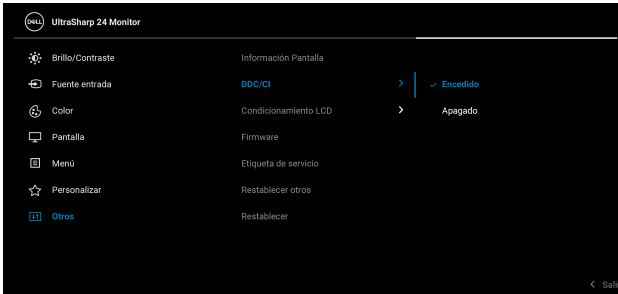 DELL UltraSharp 24 Monitor
Brillo/Contraste Información Pantalla
Fuente entrada DDC/CI Encedido
Color Condicionamiento LCD Apagado
Pantalla Firmware
Menú Etiqueta de servicio
Personalizar Restablecer otros
Otros Restablecer